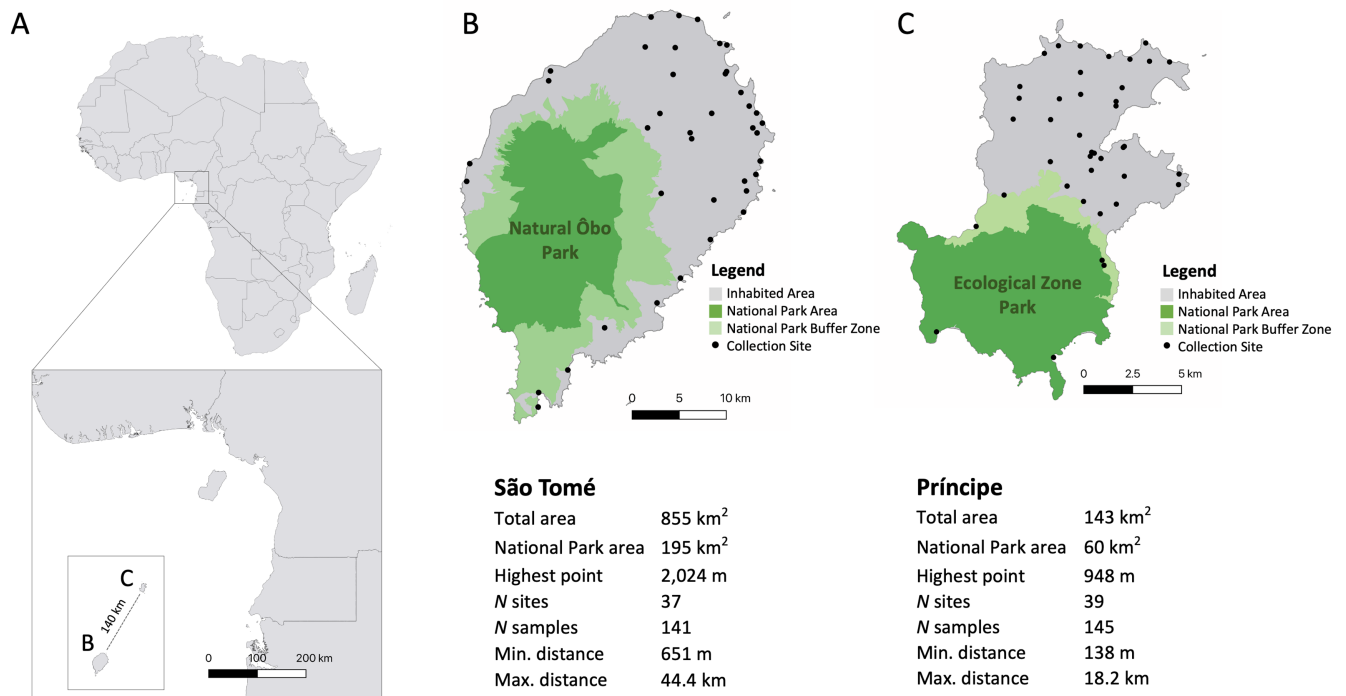 A
B
C
Natural Ôbo
Park
Legend
Inhabited Area
National Park Area
National Park Buffer Zone
Collection Site
0 5 10 km
Ecological Zone
Park
Legend
Inhabited Area
National Park Area
National Park Buffer Zone
Collection Site
0 2.5 5 km
C
140 km
B
0 100 200 km
São Tomé
Total area 855 km²
National Park area 195 km²
Highest point 2,024 m
N sites 37
N samples 141
Min. distance 651 m
Max. distance 44.4 km
Príncipe
Total area 143 km²
National Park area 60 km²
Highest point 948 m
N sites 39
N samples 145
Min. distance 138 m
Max. distance 18.2 km